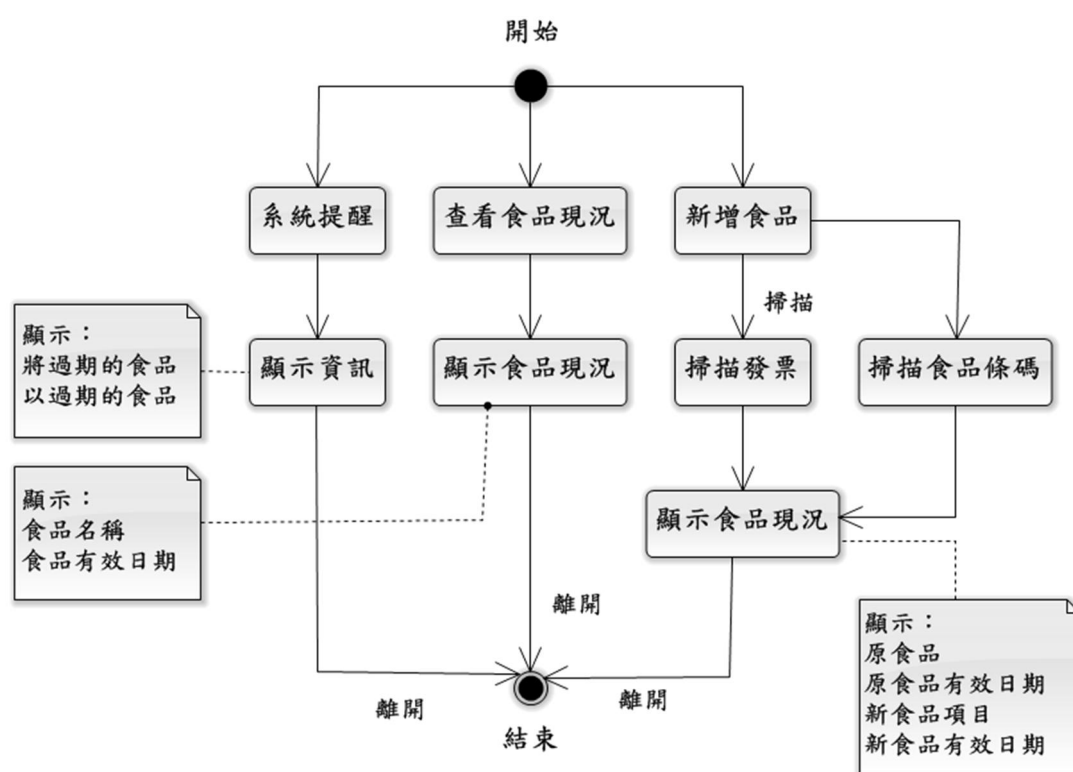 開始
系統提醒
查看食品現況
新增食品
掃描
顯示：
將過期的食品
以過期的食品
顯示資訊
顯示食品現況
掃描發票
掃描食品條碼
顯示：
食品名稱
食品有效日期
顯示食品現況
離開
離開
離開
結束
顯示：
原食品
原食品有效日期
新食品項目
新食品有效日期